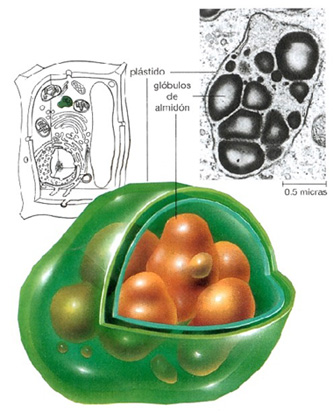 plástido
glóbulos
de
almidón
0.5 micras